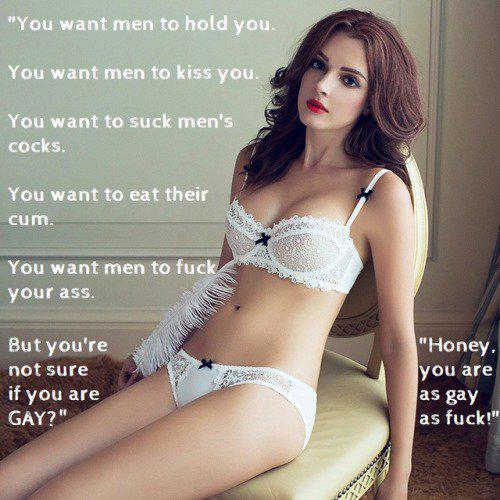 "You want men to hold you.
You want men to kiss you.
You want to suck men's
cocks.
You want to eat their
cum.
You want men to fuck
your ass.
But you're
not sure
if you are
GAY?"
"Honey,
you are
as gay
as fuck!"